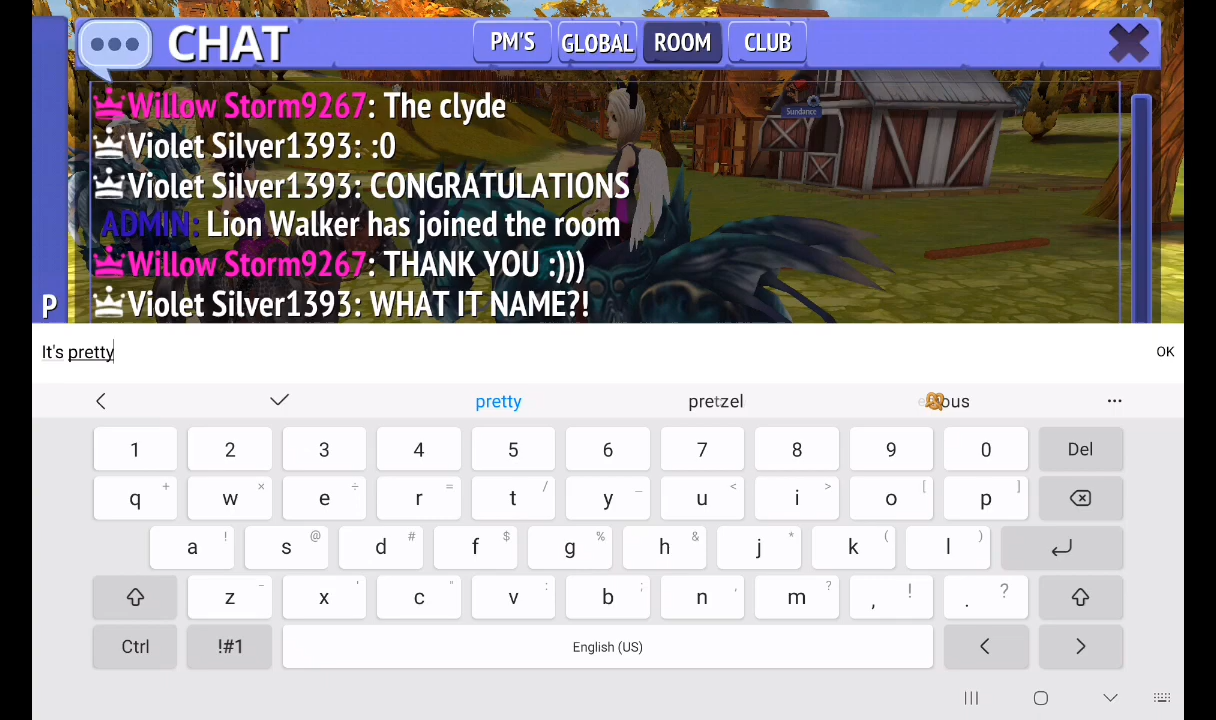 CHAT PM'S GLOBAL ROOM CLUB
Sundance
Willow Storm9267: The clyde
Violet Silver1393: :0
Violet Silver1393: CONGRATULATIONS
ADMIN: Lion Walker has joined the room
Willow Storm9267: THANK YOU :)))
P
Violet Silver1393: WHAT IT NAME?!
It's pretty OK
pretty pretzel
1 2 3 4 5 6 7 8 9 0 Del
+ × ÷ = / _ < > [ ]
q w e r t y u i o p
! @ # $ % & * ( )
a s d f g h j k l
- ' " : ; , ? ! ?
z x c v b n m , .
Ctrl !#1 English (US) < >